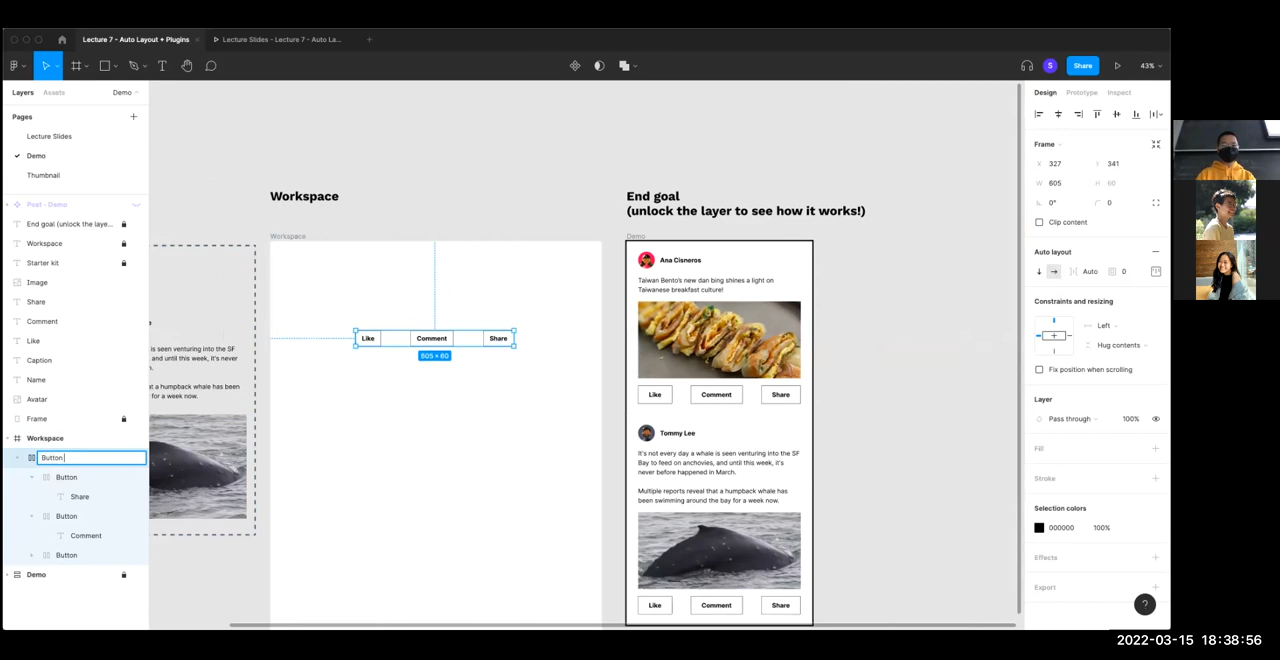 Lecture 7 - Auto Layout + Plugins
Lecture Slides - Lecture 7 - Auto La...
S
Share
43%
Layers
Assets
Demo
Pages
Lecture Slides
Demo
Thumbnail
Post - Demo
End goal (unlock the laye...
Workspace
Starter kit
Image
Share
Comment
Like
Caption
Name
Avatar
Frame
Workspace
Button
Button
Share
Button
Comment
Button
Demo
is seen venturing into the SF
and until this week, it's never
t a humpback whale has been
for a week now.
Workspace
Workspace
Like
Comment
Share
605 × 60
End goal
(unlock the layer to see how it works!)
Demo
Ana Cisneros
Taiwan Bento's new dan bing shines a light on
Taiwanese breakfast culture!
Like
Comment
Share
Tommy Lee
It's not every day a whale is seen venturing into the SF
Bay to feed on anchovies, and until this week, it's
never before happened in March.
Multiple reports reveal that a humpback whale has
been swimming around the bay for a week now.
Like
Comment
Share
Design
Prototype
Inspect
Frame
X 327
Y 341
W 605
H 60
0°
0
Clip content
Auto layout
Auto
0
Constraints and resizing
Left
Hug contents
Fix position when scrolling
Layer
Pass through
100%
Fill
Stroke
Selection colors
000000
100%
Effects
Export
?
2022-03-15 18:38:56